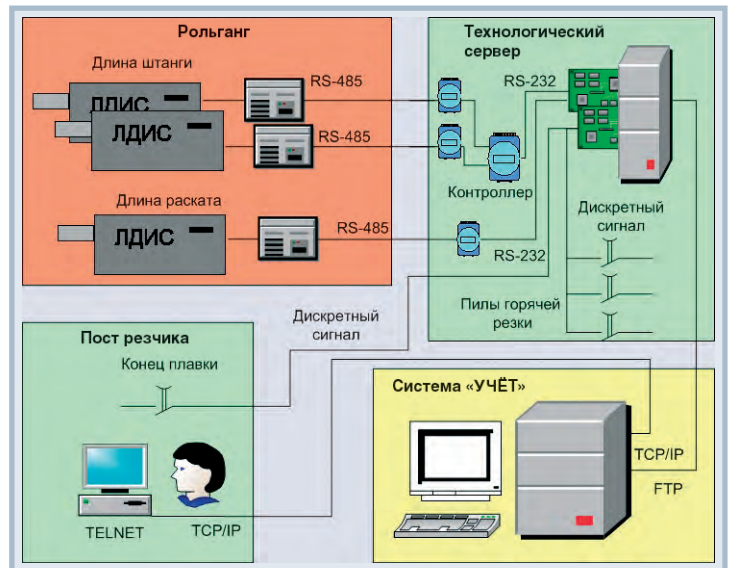 Рольганг
Длина штанги
RS-485
ЛДИС
ЛДИС
RS-485
Длина раската
ЛДИС
RS-485
Технологический
сервер
RS-232
Контроллер
RS-232
Дискретный
сигнал
Пилы горячей
резки
Дискретный
сигнал
Пост резчика
Конец плавки
TELNET
TCP/IP
Система «УЧЁТ»
TCP/IP
FTP